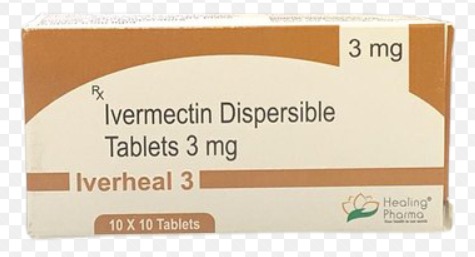 3 mg
Rx
Ivermectin Dispersible
Tablets 3 mg
Iverheal 3
10 X 10 Tablets
Healing®
Pharma